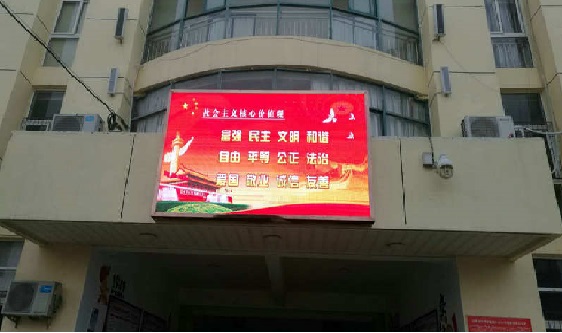 社会主义核心价值观
富强 民主 文明 和谐
自由 平等 公正 法治
爱国 敬业 诚信 友善